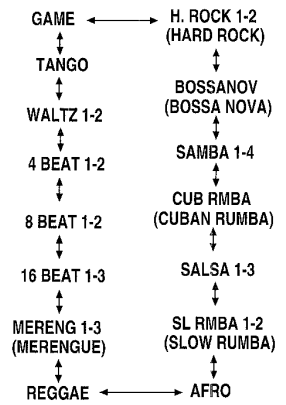 GAME
TANGO
WALTZ 1-2
4 BEAT 1-2
8 BEAT 1-2
16 BEAT 1-3
MERENG 1-3
(MERENGUE)
REGGAE
H. ROCK 1-2
(HARD ROCK)
BOSSANOV
(BOSSA NOVA)
SAMBA 1-4
CUB RMBA
(CUBAN RUMBA)
SALSA 1-3
SL RMBA 1-2
(SLOW RUMBA)
AFRO